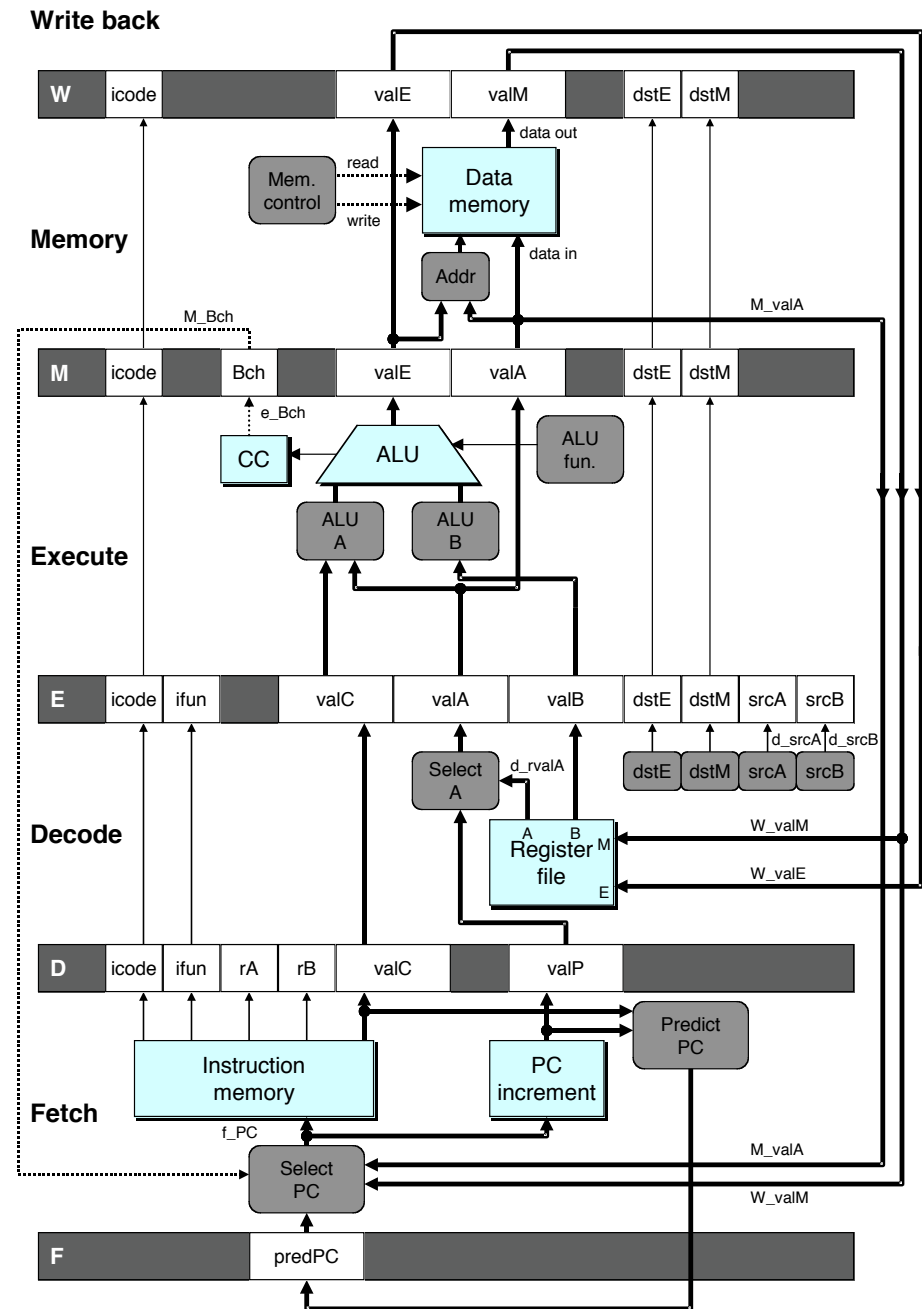 Write back
W
icode
valE
valM
dstE
dstM
data out
read
Mem.
control
Data
memory
write
Memory
data in
Addr
M_Bch
M_valA
M
icode
Bch
valE
valA
dstE
dstM
e_Bch
CC
ALU
ALU
fun.
ALU
A
ALU
B
Execute
E
icode
ifun
valC
valA
valB
dstE
dstM
srcA
srcB
d_srcA
d_srcB
Select
A
d_rvalA
dstE
dstM
srcA
srcB
Decode
A
B
M
Register
file
E
W_valM
W_valE
D
icode
ifun
rA
rB
valC
valP
Predict
PC
Instruction
memory
PC
increment
Fetch
f_PC
Select
PC
M_valA
W_valM
F
predPC